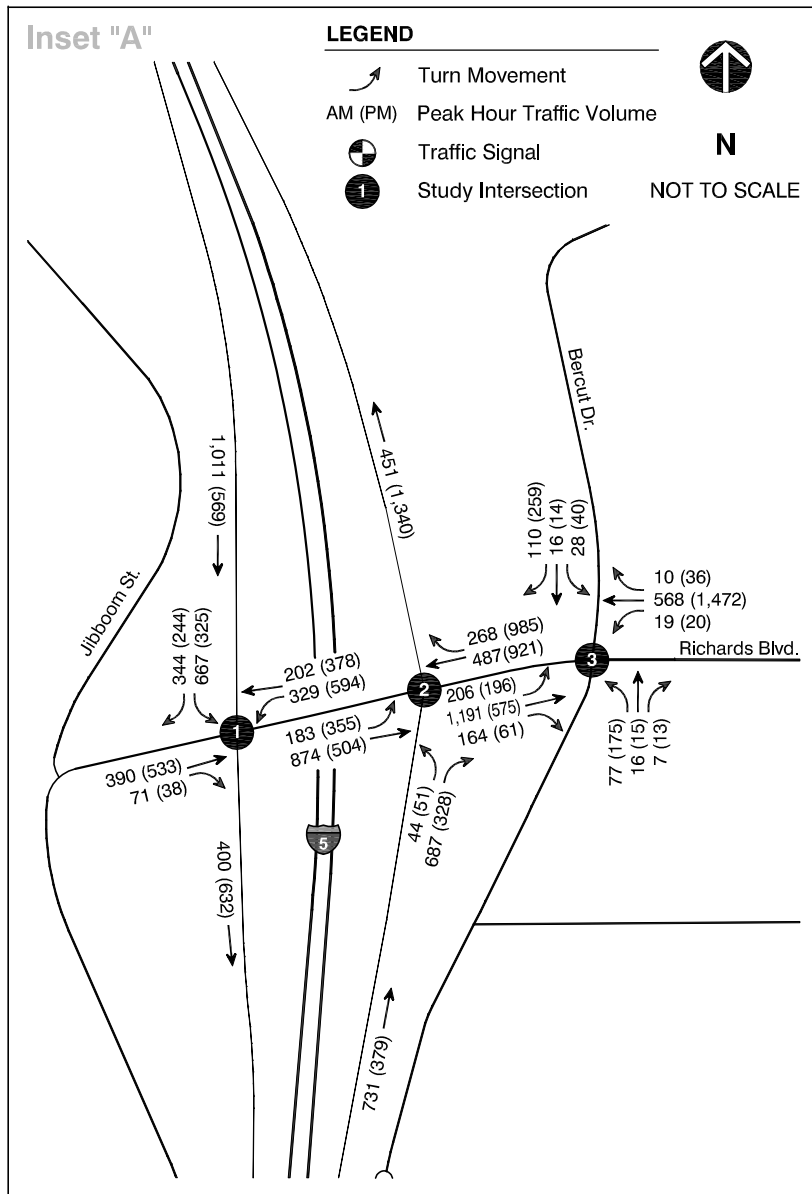 Inset "A"
LEGEND
Turn Movement
AM (PM) Peak Hour Traffic Volume
Traffic Signal
1 Study Intersection
N
NOT TO SCALE
Bercut Dr.
Jibboom St.
1,011 (569)
451 (1,340)
110 (259)
16 (14)
28 (40)
10 (36)
568 (1,472)
19 (20)
Richards Blvd.
344 (244)
667 (325)
202 (378)
329 (594)
268 (985)
487(921)
3
2
1
206 (196)
1,191 (575)
164 (61)
183 (355)
874 (504)
390 (533)
71 (38)
77 (175)
16 (15)
7 (13)
44 (51)
687 (328)
5
400 (632)
731 (379)